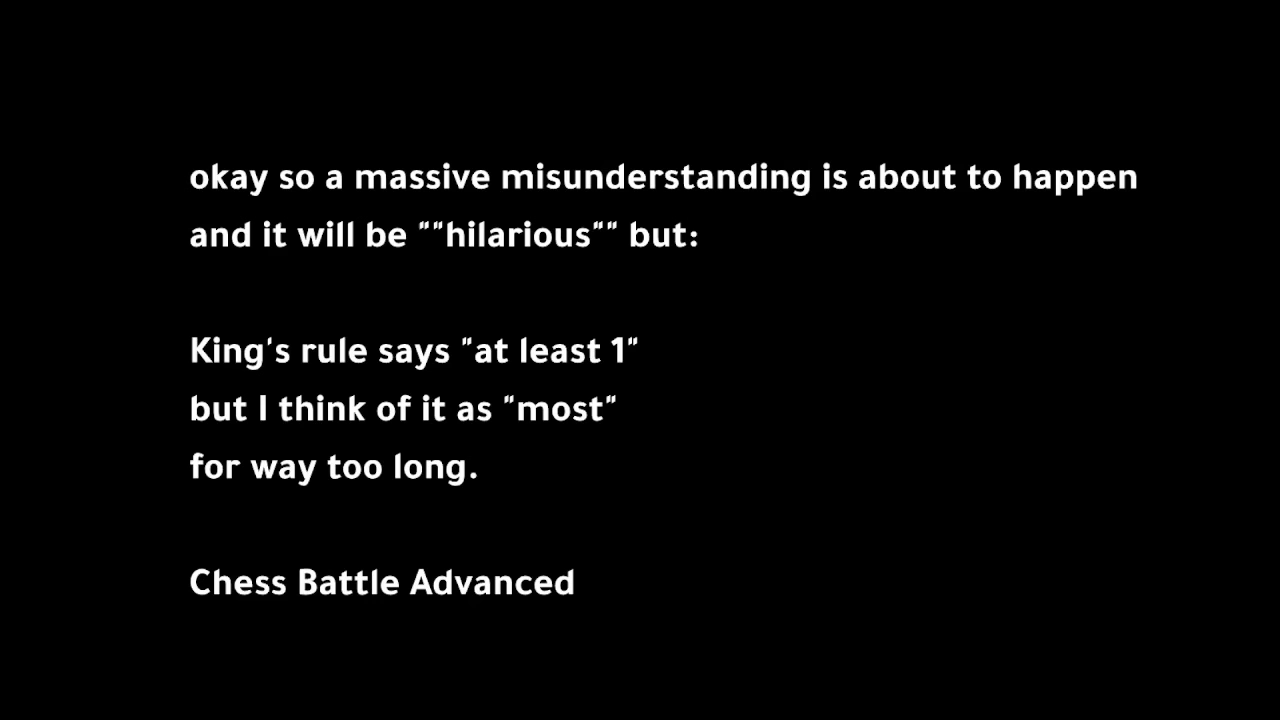 okay so a massive misunderstanding is about to happen
and it will be ""hilarious"" but:
King's rule says "at least 1"
but I think of it as "most"
for way too long.
Chess Battle Advanced